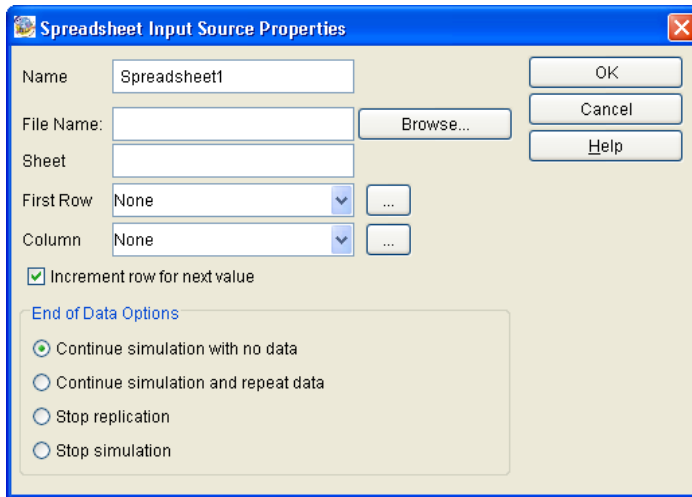 Spreadsheet Input Source Properties
Name Spreadsheet1 OK
File Name: Browse... Cancel
Sheet Help
First Row None ...
Column None ...
Increment row for next value
End of Data Options
Continue simulation with no data
Continue simulation and repeat data
Stop replication
Stop simulation